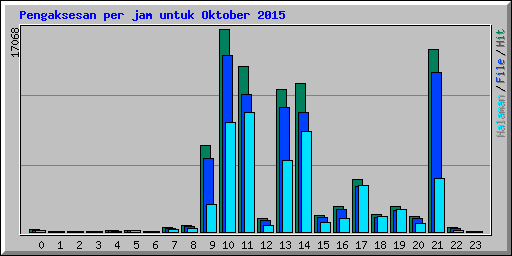 Pengaksesan per jam untuk Oktober 2015
17068
Halaman/File/Hit
0 1 2 3 4 5 6 7 8 9 10 11 12 13 14 15 16 17 18 19 20 21 22 23